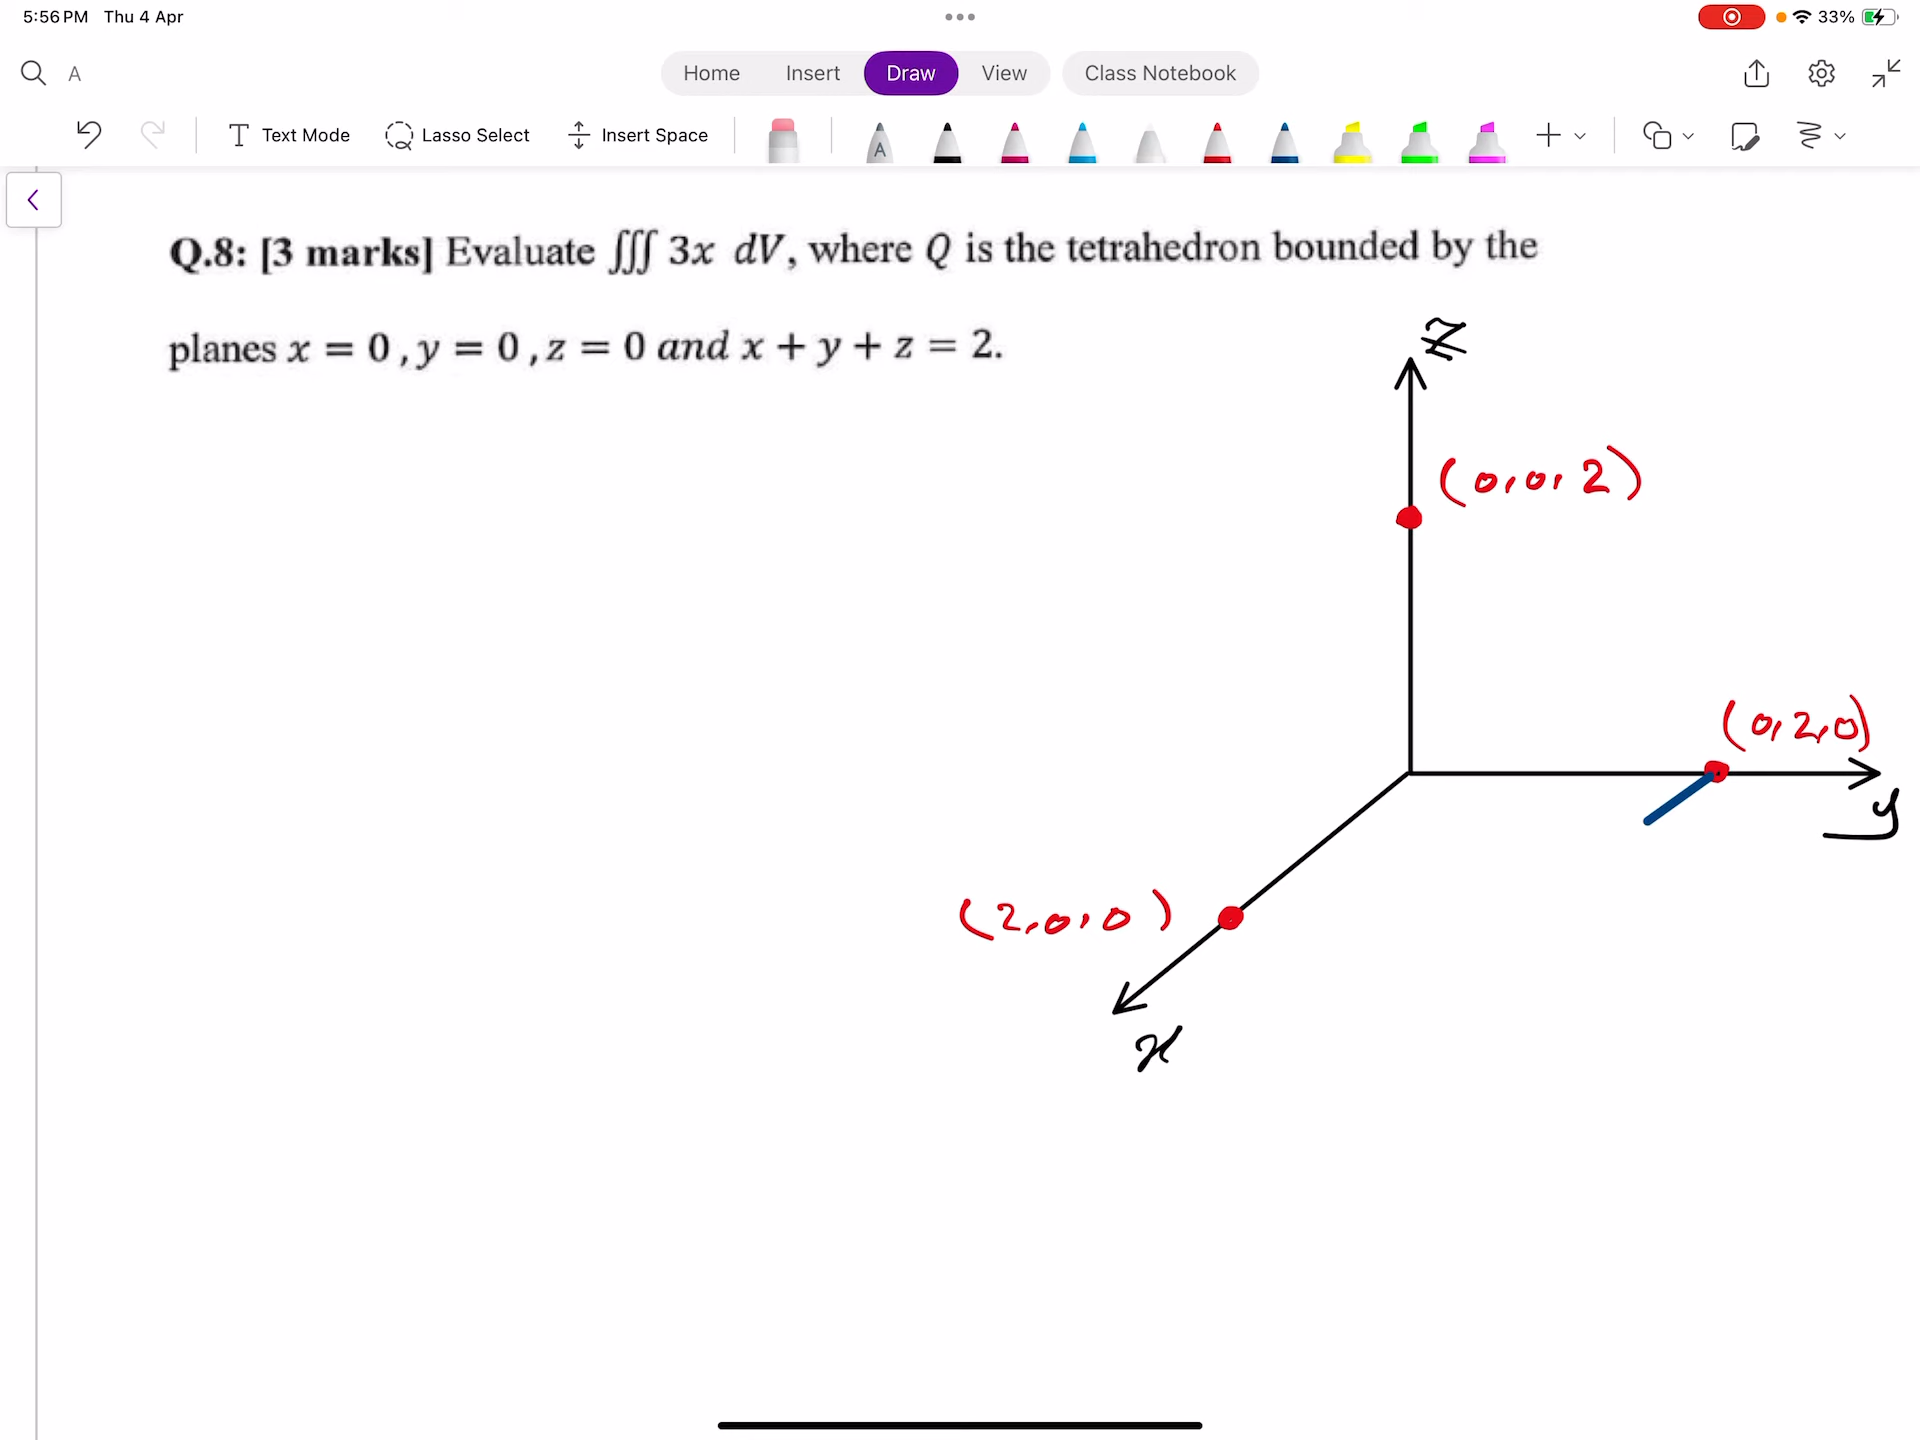 5:56 PM Thu 4 Apr
33%
A
Home Insert Draw View Class Notebook
Text Mode Lasso Select Insert Space
A
Q.8: [3 marks] Evaluate ∭ 3x dV, where Q is the tetrahedron bounded by the
planes x = 0 , y = 0 , z = 0 and x + y + z = 2.
z
(0,0,2)
(0,2,0)
y
(2,0,0)
x